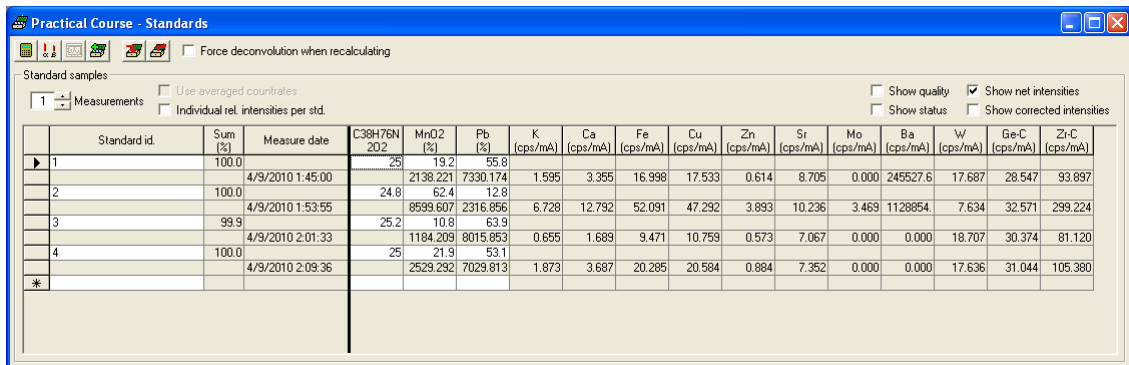 Practical Course - Standards
Force deconvolution when recalculating
Standard samples
1 Measurements Use averaged countrates Show quality Show net intensities
Individual rel. intensities per std. Show status Show corrected intensities
Standard id. Sum (%) Measure date C38H76N2O2 MnO2 (%) Pb (%) K (cps/mA) Ca (cps/mA) Fe (cps/mA) Cu (cps/mA) Zn (cps/mA) Sr (cps/mA) Mo (cps/mA) Ba (cps/mA) W (cps/mA) Ge-C (cps/mA) Zr-C (cps/mA)
1 100.0 25 19.2 55.8
4/9/2010 1:45:00 2138.221 7330.174 1.595 3.355 16.998 17.533 0.614 8.705 0.000 245527.6 17.687 28.547 93.897
2 100.0 24.8 62.4 12.8
4/9/2010 1:53:55 8599.607 2316.856 6.728 12.792 52.091 47.292 3.893 10.236 3.469 1128854. 7.634 32.571 299.224
3 99.9 25.2 10.8 63.9
4/9/2010 2:01:33 1184.209 8015.853 0.655 1.689 9.471 10.759 0.573 7.067 0.000 0.000 18.707 30.374 81.120
4 100.0 25 21.9 53.1
4/9/2010 2:09:36 2529.292 7029.813 1.873 3.687 20.285 20.584 0.884 7.352 0.000 0.000 17.636 31.044 105.380